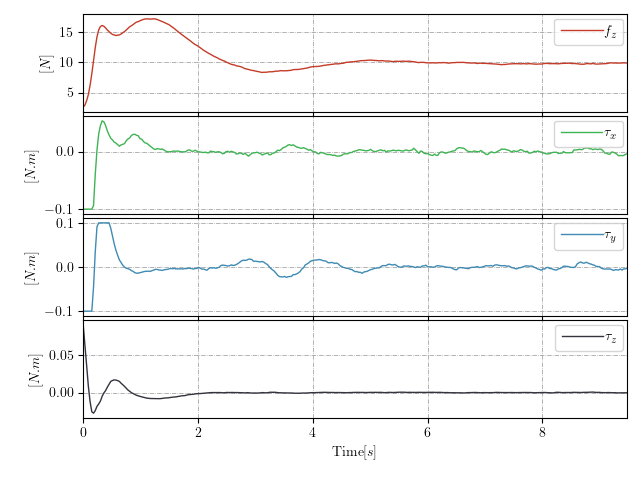 15
10
5
[N]
f_z
0.0
−0.1
[N.m]
τ_x
0.1
0.0
−0.1
[N.m]
τ_y
0.05
0.00
[N.m]
τ_z
0 2 4 6 8
Time[s]